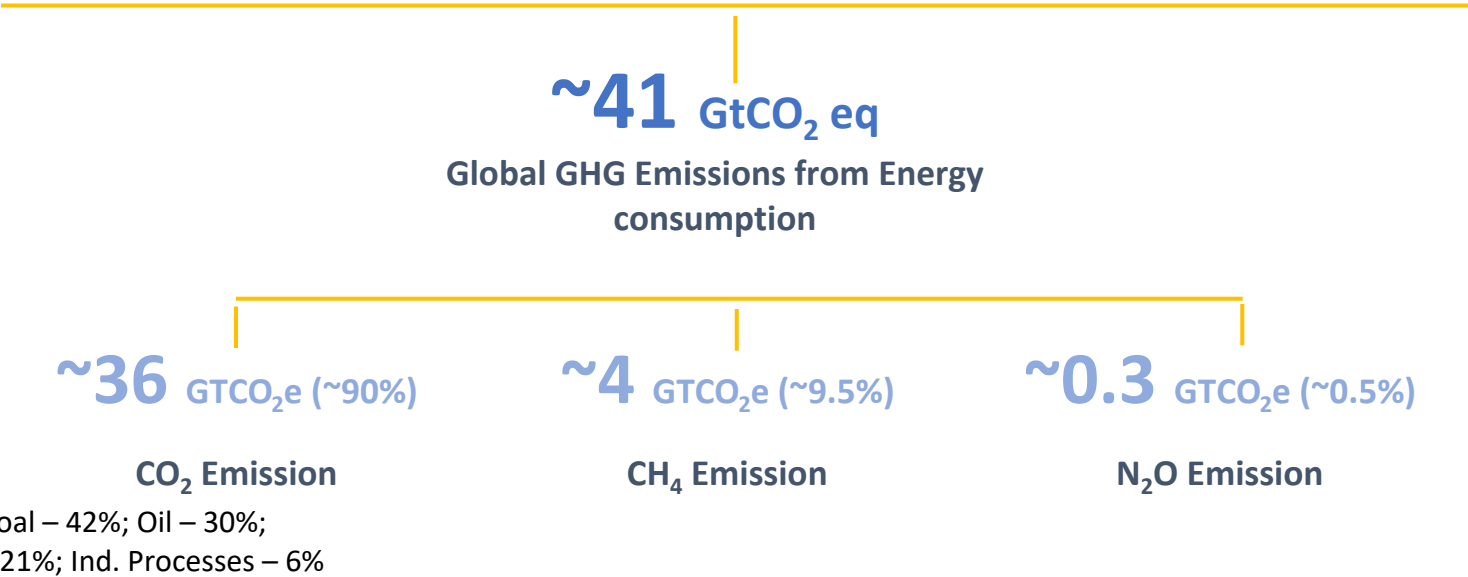 ~41 GtCO₂ eq
Global GHG Emissions from Energy
consumption
~36 GTCO₂e (~90%)
~4 GTCO₂e (~9.5%)
~0.3 GTCO₂e (~0.5%)
CO₂ Emission
CH₄ Emission
N₂O Emission
oal – 42%; Oil – 30%;
21%; Ind. Processes – 6%